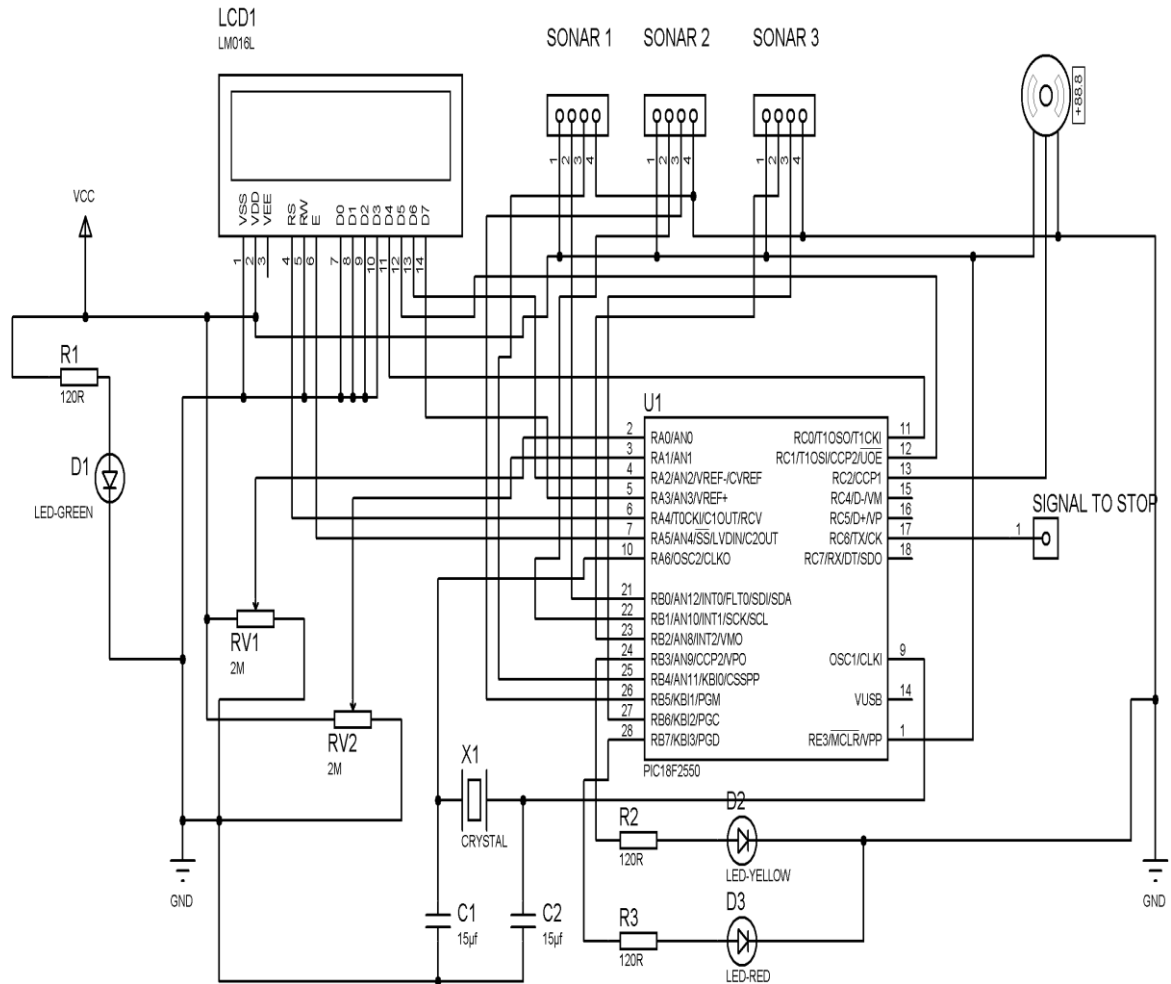 LCD1
LM016L
SONAR 1
SONAR 2
SONAR 3
+88.8
1 2 3 4
1 2 3 4
1 2 3 4
VCC
VSS VDD VEE RS RW E D0 D1 D2 D3 D4 D5 D6 D7
1 2 3 4 5 6 7 8 9 10 11 12 13 14
R1
120R
D1
LED-GREEN
U1
2 RA0/AN0
3 RA1/AN1
4 RA2/AN2/VREF-/CVREF
5 RA3/AN3/VREF+
6 RA4/T0CKI/C1OUT/RCV
7 RA5/AN4/SS/LVDIN/C2OUT
10 RA6/OSC2/CLKO
21 RB0/AN12/INT0/FLT0/SDI/SDA
22 RB1/AN10/INT1/SCK/SCL
23 RB2/AN8/INT2/VMO
24 RB3/AN9/CCP2/VPO
25 RB4/AN11/KBI0/CSSPP
26 RB5/KBI1/PGM
27 RB6/KBI2/PGC
28 RB7/KBI3/PGD
RC0/T1OSO/T1CKI 11
RC1/T1OSI/CCP2/UOE 12
RC2/CCP1 13
RC4/D-/VM 15
RC5/D+/VP 16
RC6/TX/CK 17
RC7/RX/DT/SDO 18
OSC1/CLKI 9
VUSB 14
RE3/MCLR/VPP 1
PIC18F2550
SIGNAL TO STOP
1
RV1
2M
RV2
2M
X1
CRYSTAL
R2
120R
D2
LED-YELLOW
R3
120R
D3
LED-RED
C1
15µf
C2
15µf
GND
GND